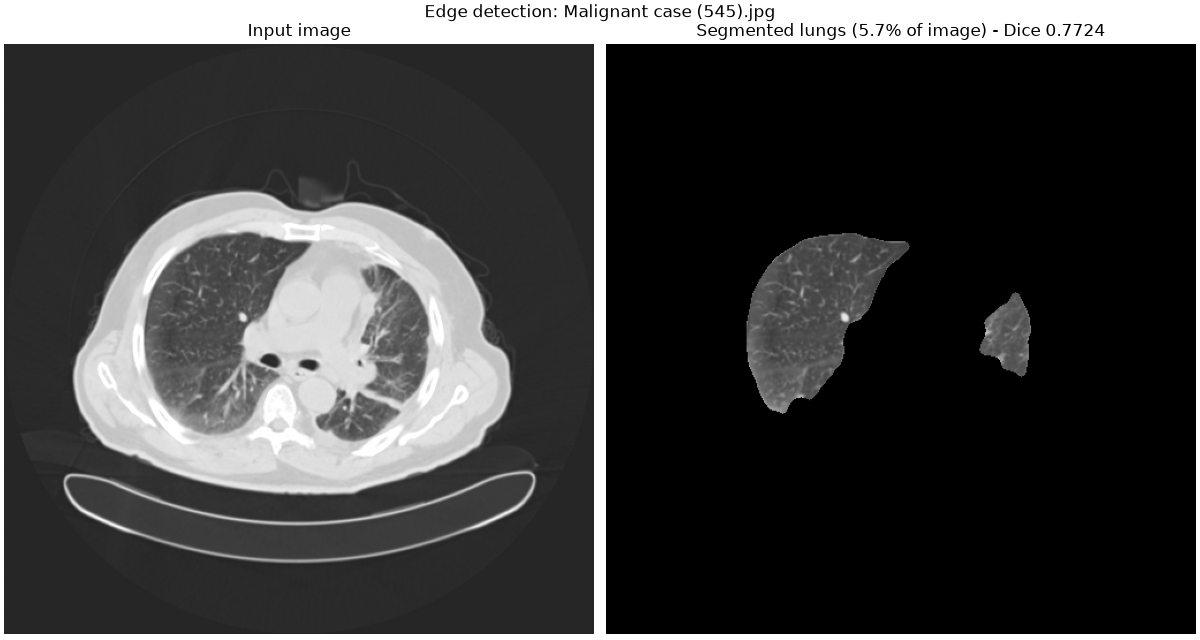 Edge detection: Malignant case (545).jpg
Input image
Segmented lungs (5.7% of image) - Dice 0.7724